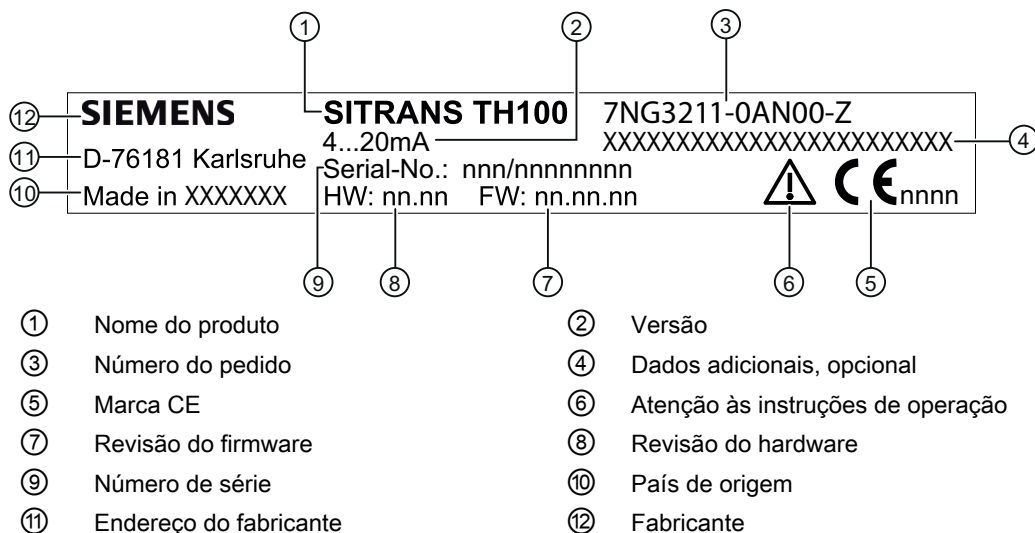 ① ② ③
⑫ SIEMENS SITRANS TH100 7NG3211-0AN00-Z
4...20mA XXXXXXXXXXXXXXXXXXXXXXXX ④
⑪ D-76181 Karlsruhe Serial-No.: nnn/nnnnnnnn
⑩ Made in XXXXXXX HW: nn.nn FW: nn.nn.nn CE nnnn
⑨ ⑧ ⑦ ⑥ ⑤
① Nome do produto ② Versão
③ Número do pedido ④ Dados adicionais, opcional
⑤ Marca CE ⑥ Atenção às instruções de operação
⑦ Revisão do firmware ⑧ Revisão do hardware
⑨ Número de série ⑩ País de origem
⑪ Endereço do fabricante ⑫ Fabricante